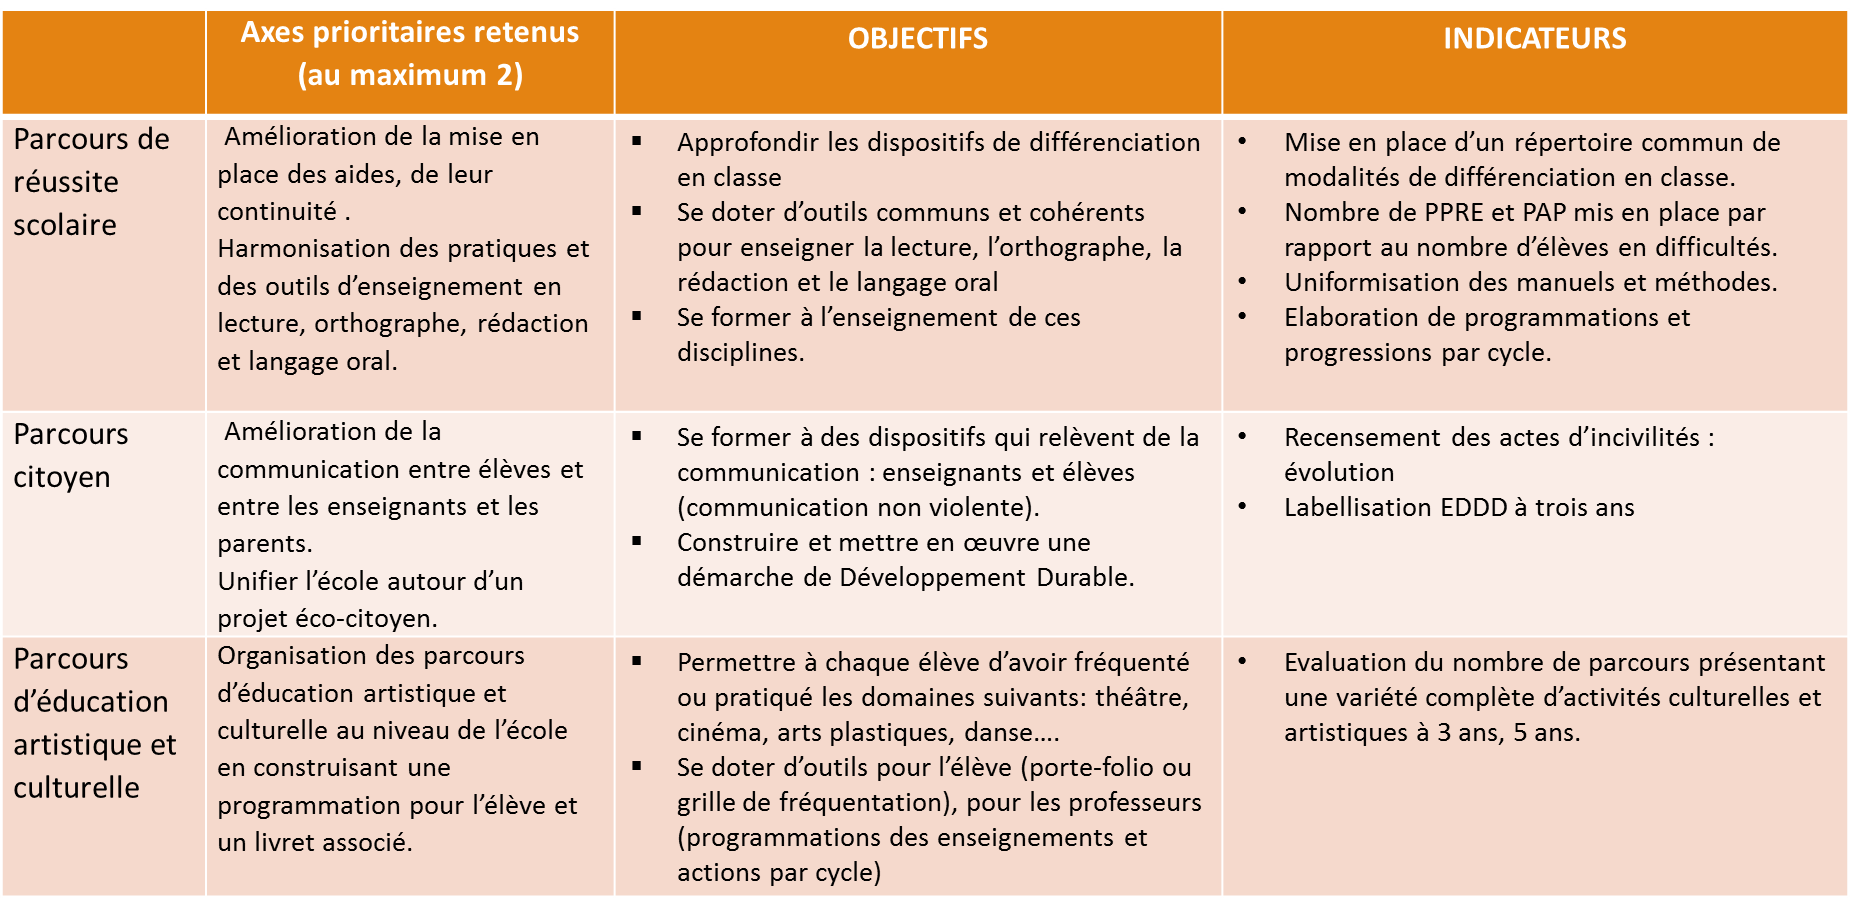 Axes prioritaires retenus
(au maximum 2)
OBJECTIFS
INDICATEURS
Parcours de
réussite
scolaire
Amélioration de la mise en
place des aides, de leur
continuité .
Harmonisation des pratiques et
des outils d’enseignement en
lecture, orthographe, rédaction
et langage oral.
▪ Approfondir les dispositifs de différenciation
en classe
▪ Se doter d’outils communs et cohérents
pour enseigner la lecture, l’orthographe, la
rédaction et le langage oral
▪ Se former à l’enseignement de ces
disciplines.
• Mise en place d’un répertoire commun de
modalités de différenciation en classe.
• Nombre de PPRE et PAP mis en place par
rapport au nombre d’élèves en difficultés.
• Uniformisation des manuels et méthodes.
• Elaboration de programmations et
progressions par cycle.
Parcours
citoyen
Amélioration de la
communication entre élèves et
entre les enseignants et les
parents.
Unifier l’école autour d’un
projet éco-citoyen.
▪ Se former à des dispositifs qui relèvent de la
communication : enseignants et élèves
(communication non violente).
▪ Construire et mettre en œuvre une
démarche de Développement Durable.
• Recensement des actes d’incivilités :
évolution
• Labellisation EDDD à trois ans
Parcours
d’éducation
artistique et
culturelle
Organisation des parcours
d’éducation artistique et
culturelle au niveau de l’école
en construisant une
programmation pour l’élève et
un livret associé.
▪ Permettre à chaque élève d’avoir fréquenté
ou pratiqué les domaines suivants: théâtre,
cinéma, arts plastiques, danse….
▪ Se doter d’outils pour l’élève (porte-folio ou
grille de fréquentation), pour les professeurs
(programmations des enseignements et
actions par cycle)
• Evaluation du nombre de parcours présentant
une variété complète d’activités culturelles et
artistiques à 3 ans, 5 ans.